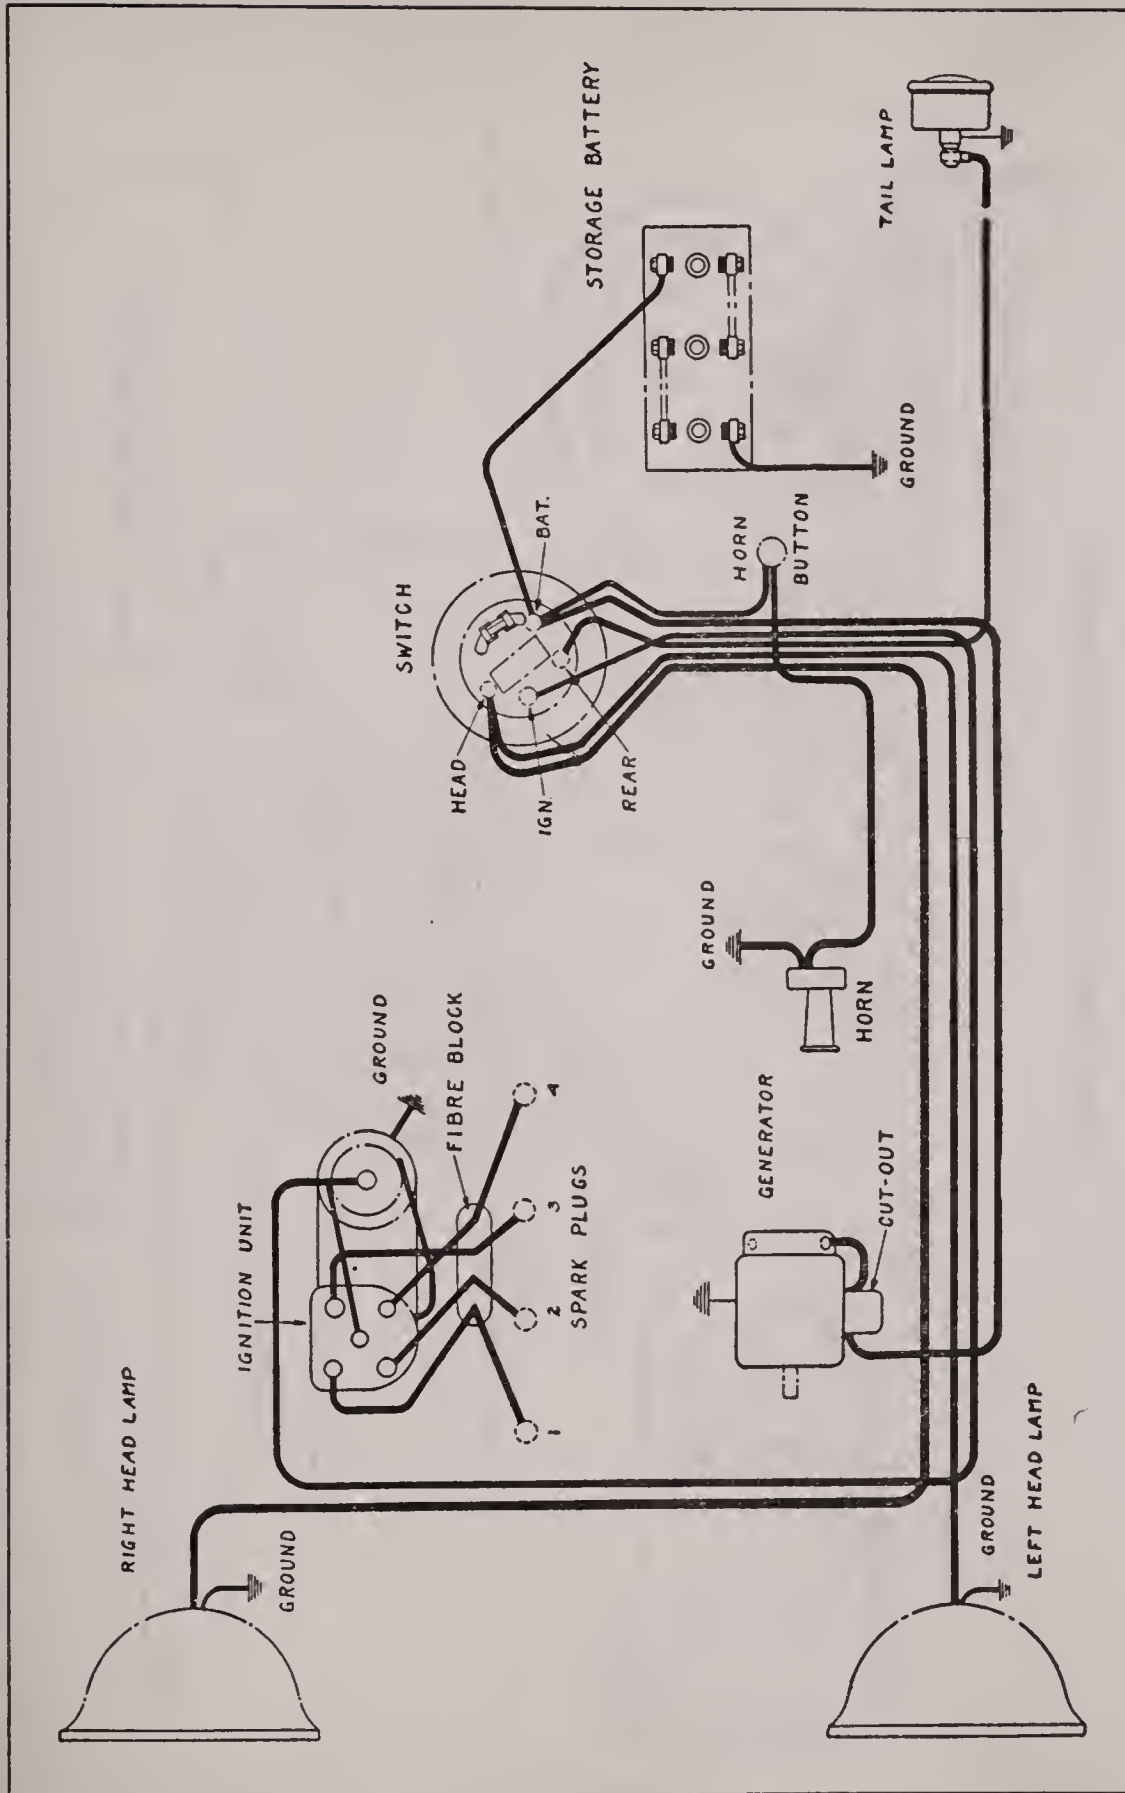 RIGHT HEAD LAMP
GROUND
IGNITION UNIT
GROUND
FIBRE BLOCK
1
2
3
4
SPARK PLUGS
SWITCH
HEAD
IGN.
REAR
BAT.
STORAGE BATTERY
GROUND
HORN
BUTTON
GROUND
HORN
GENERATOR
CUT-OUT
GROUND
LEFT HEAD LAMP
TAIL LAMP